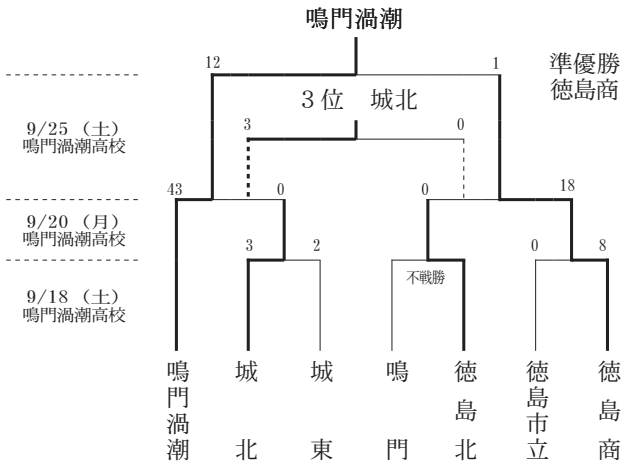 鳴門渦潮
12
1
準優勝
徳島商
3位　城北
9/25（土）
鳴門渦潮高校
3
0
43
0
0
18
9/20（月）
鳴門渦潮高校
3
2
不戦勝
0
8
9/18（土）
鳴門渦潮高校
鳴門渦潮
城北
城東
鳴門
徳島北
徳島市立
徳島商